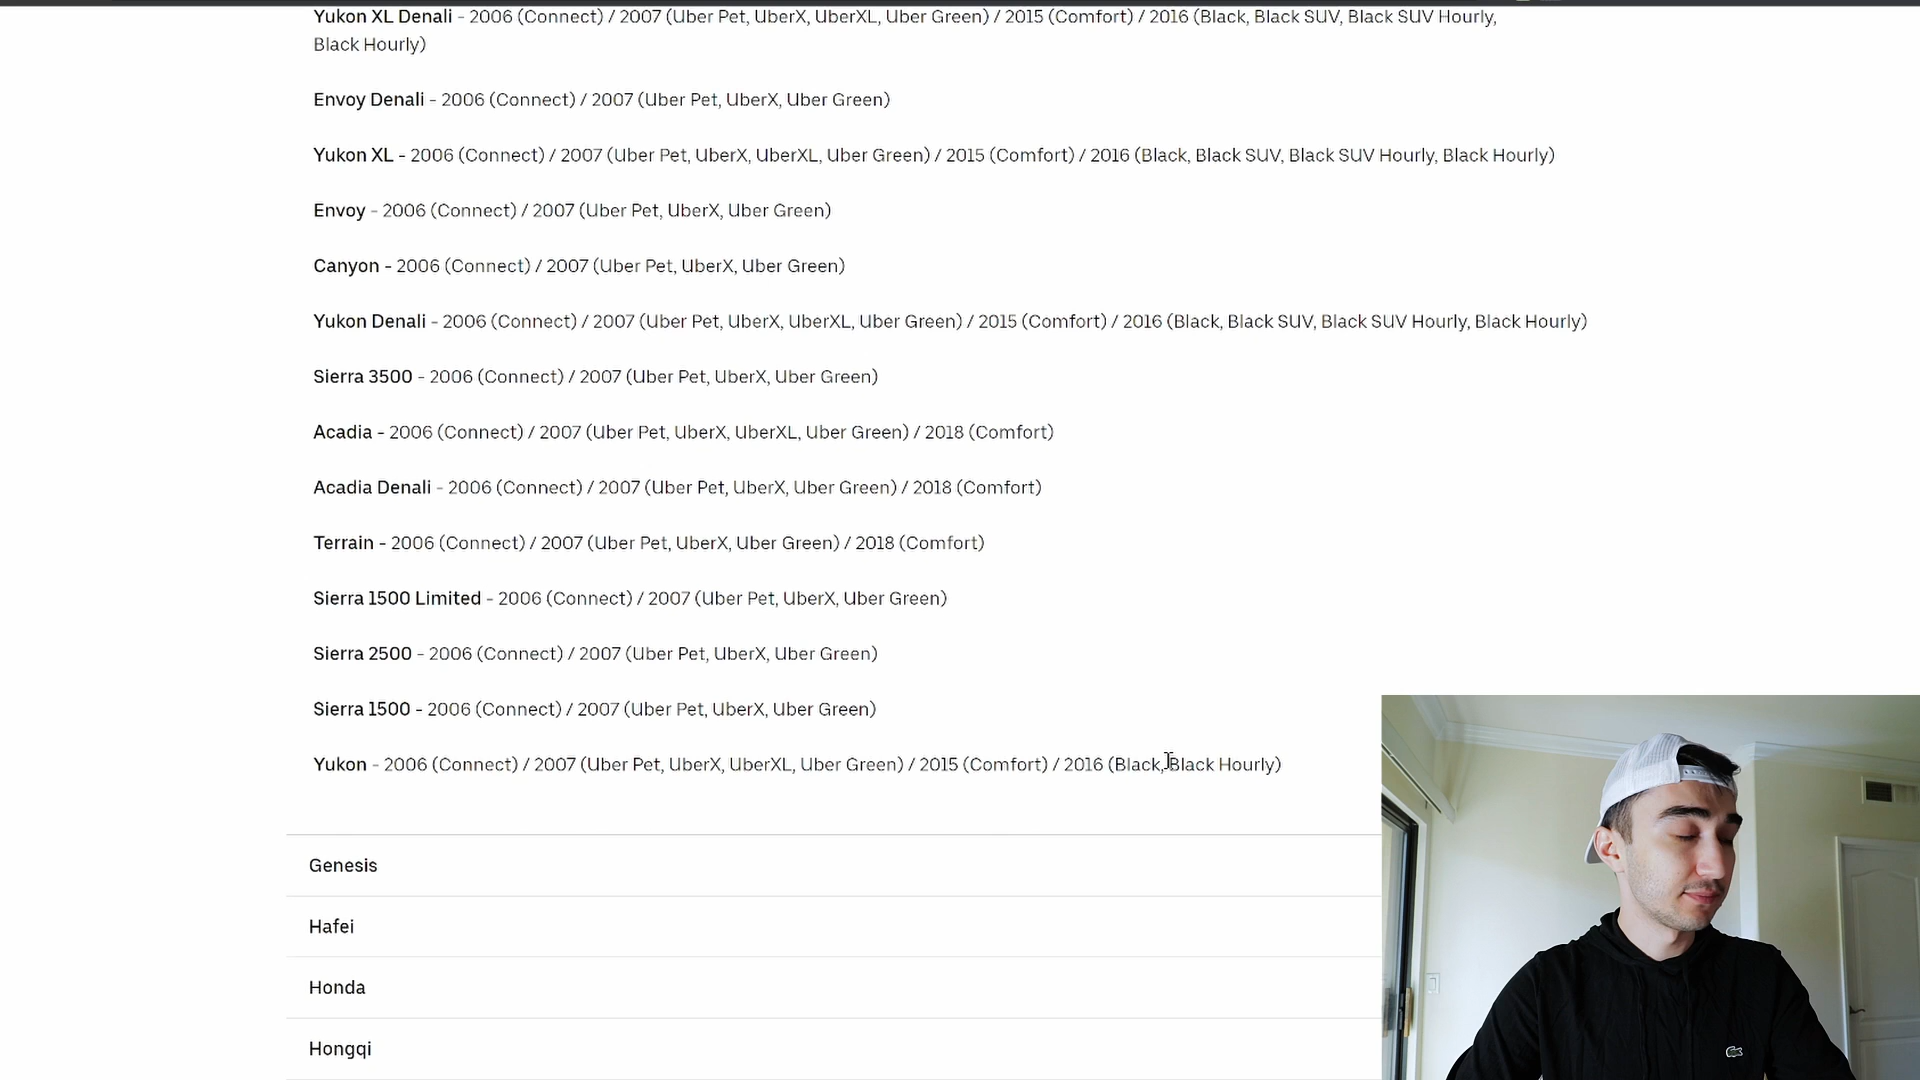 Yukon XL Denali - 2006 (Connect) / 2007 (Uber Pet, UberX, UberXL, Uber Green) / 2015 (Comfort) / 2016 (Black, Black SUV, Black SUV Hourly,
Black Hourly)
Envoy Denali - 2006 (Connect) / 2007 (Uber Pet, UberX, Uber Green)
Yukon XL - 2006 (Connect) / 2007 (Uber Pet, UberX, UberXL, Uber Green) / 2015 (Comfort) / 2016 (Black, Black SUV, Black SUV Hourly, Black Hourly)
Envoy - 2006 (Connect) / 2007 (Uber Pet, UberX, Uber Green)
Canyon - 2006 (Connect) / 2007 (Uber Pet, UberX, Uber Green)
Yukon Denali - 2006 (Connect) / 2007 (Uber Pet, UberX, UberXL, Uber Green) / 2015 (Comfort) / 2016 (Black, Black SUV, Black SUV Hourly, Black Hourly)
Sierra 3500 - 2006 (Connect) / 2007 (Uber Pet, UberX, Uber Green)
Acadia - 2006 (Connect) / 2007 (Uber Pet, UberX, UberXL, Uber Green) / 2018 (Comfort)
Acadia Denali - 2006 (Connect) / 2007 (Uber Pet, UberX, Uber Green) / 2018 (Comfort)
Terrain - 2006 (Connect) / 2007 (Uber Pet, UberX, Uber Green) / 2018 (Comfort)
Sierra 1500 Limited - 2006 (Connect) / 2007 (Uber Pet, UberX, Uber Green)
Sierra 2500 - 2006 (Connect) / 2007 (Uber Pet, UberX, Uber Green)
Sierra 1500 - 2006 (Connect) / 2007 (Uber Pet, UberX, Uber Green)
Yukon - 2006 (Connect) / 2007 (Uber Pet, UberX, UberXL, Uber Green) / 2015 (Comfort) / 2016 (Black, Black Hourly)
Genesis
Hafei
Honda
Hongqi